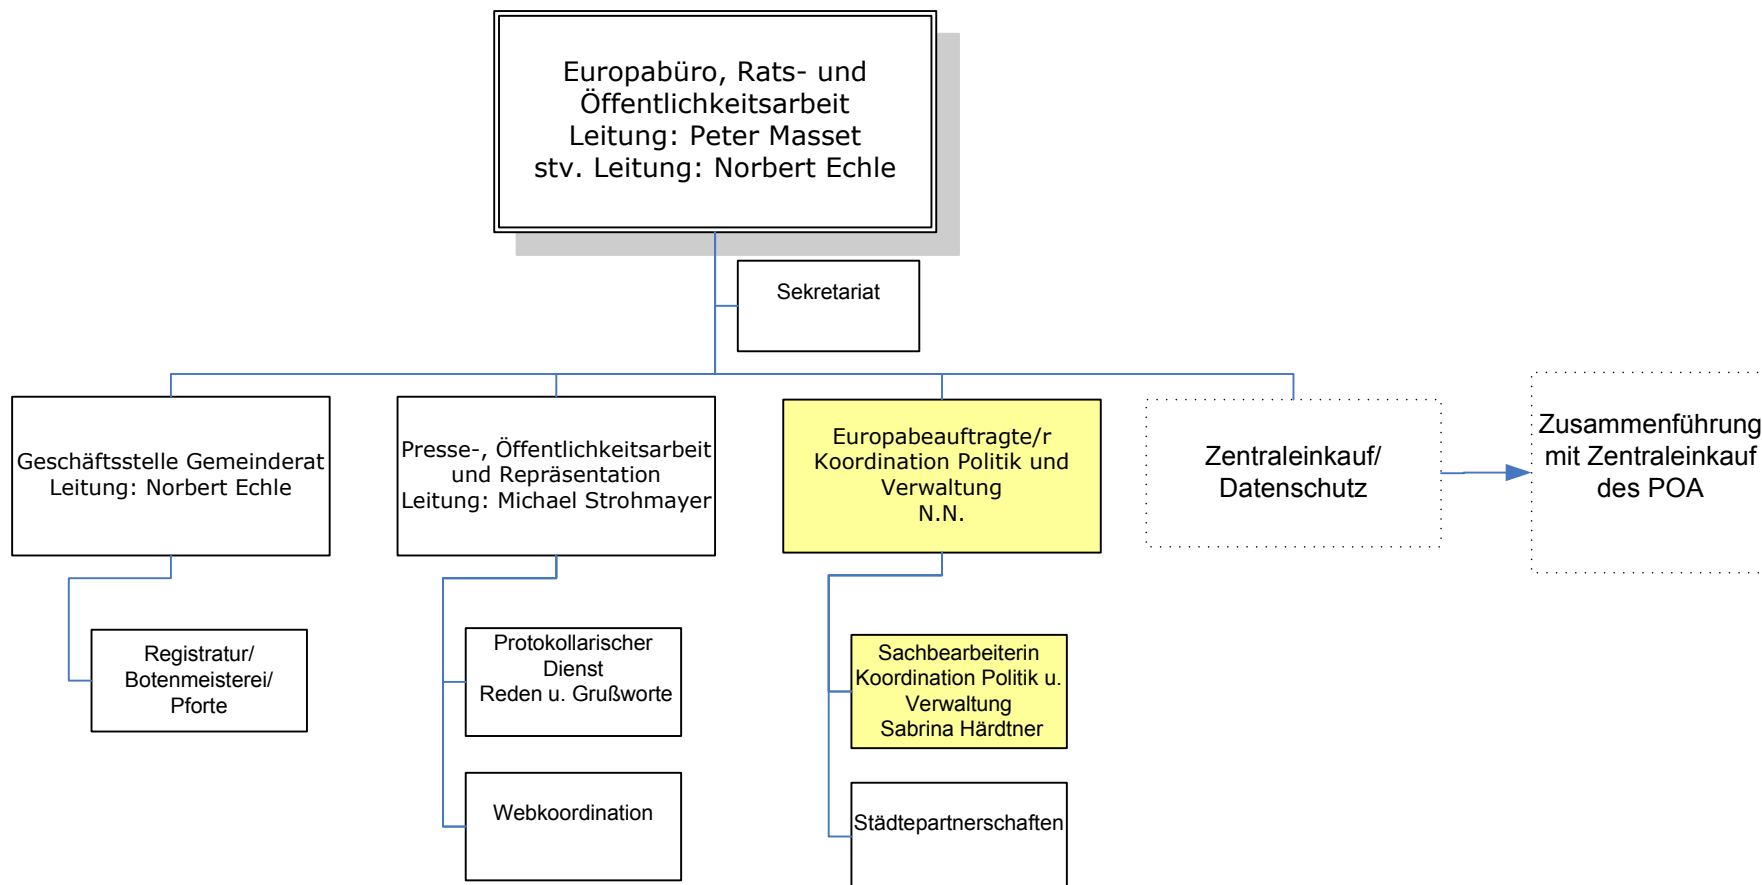 Europabüro, Rats- und
Öffentlichkeitsarbeit
Leitung: Peter Masset
stv. Leitung: Norbert Echle
Sekretariat
Geschäftsstelle Gemeinderat
Leitung: Norbert Echle
Presse-, Öffentlichkeitsarbeit
und Repräsentation
Leitung: Michael Strohmayer
Europabeauftragte/r
Koordination Politik und
Verwaltung
N.N.
Zentraleinkauf/
Datenschutz
Zusammenführung
mit Zentraleinkauf
des POA
Registratur/
Botenmeisterei/
Pforte
Protokollarischer
Dienst
Reden u. Grußworte
Sachbearbeiterin
Koordination Politik u.
Verwaltung
Sabrina Härdtner
Webkoordination
Städtepartnerschaften